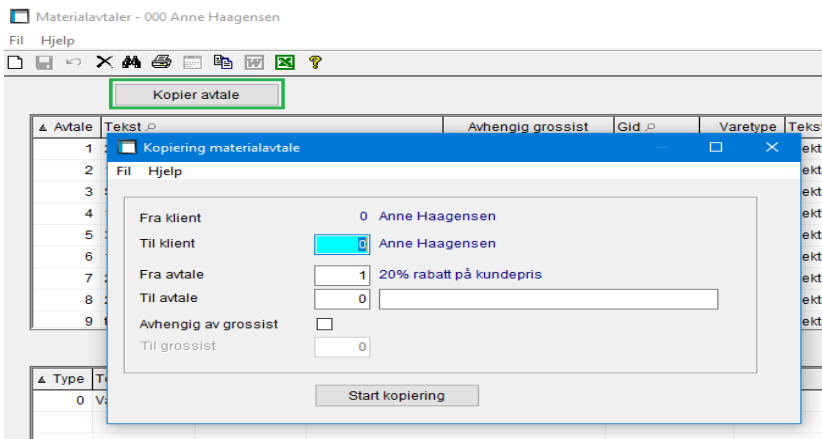 Materialavtaler - 000 Anne Haagensen
Fil Hjelp
Kopier avtale
Avtale Tekst Avhengig grossist Gid Varetype Tekst
1
2
3
4
5
6
7
8
9
Kopiering materialavtale
Fil Hjelp
Fra klient 0 Anne Haagensen
Til klient 0 Anne Haagensen
Fra avtale 1 20% rabatt på kundepris
Til avtale 0
Avhengig av grossist
Til grossist 0
Start kopiering
Type
0